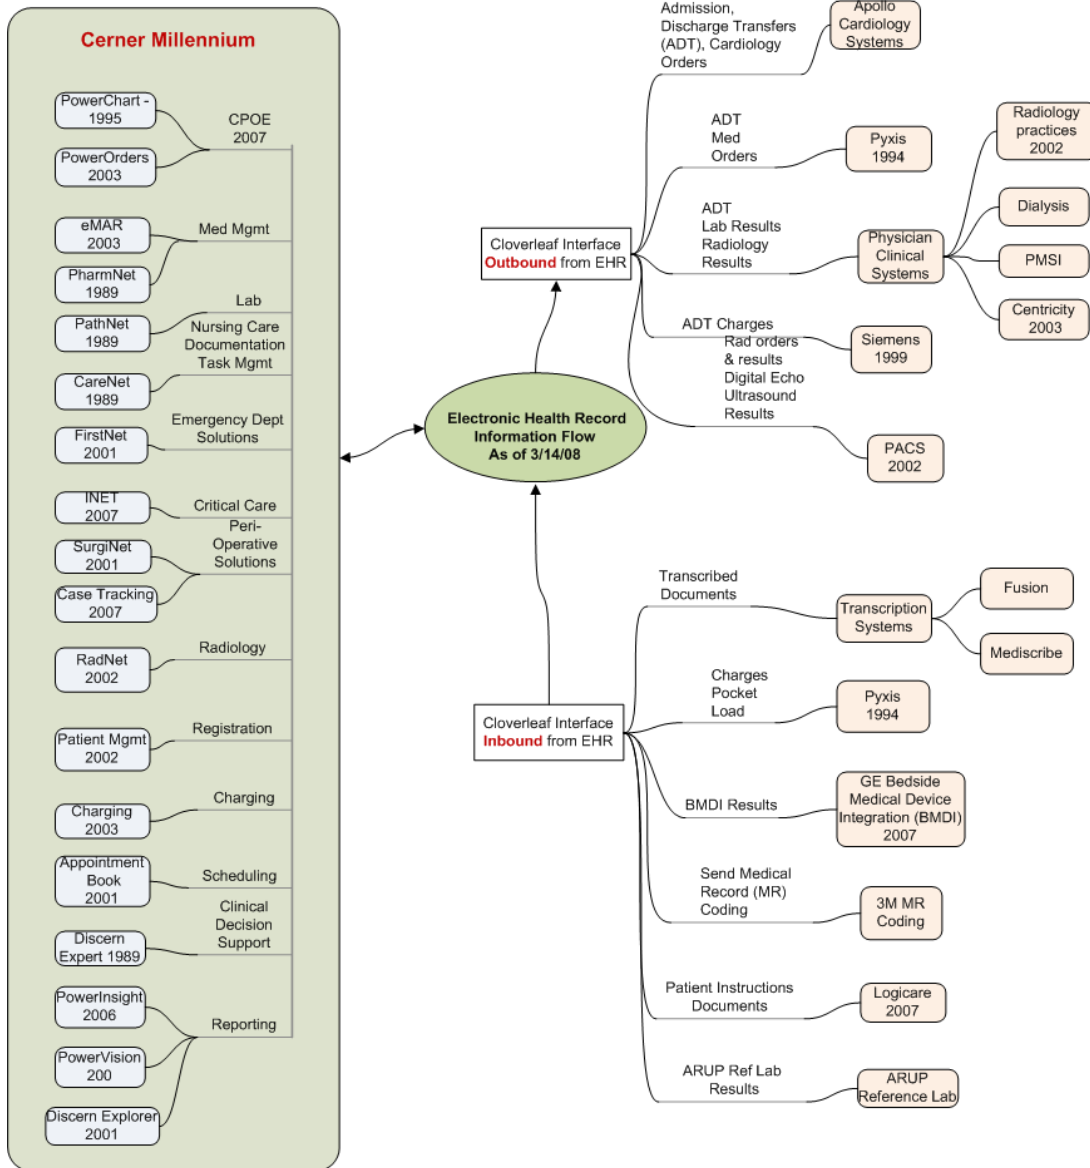 Cerner Millennium
PowerChart -
1995
PowerOrders
2003
CPOE
2007
eMAR
2003
PharmNet
1989
Med Mgmt
PathNet
1989
Lab
CareNet
1989
Nursing Care
Documentation
Task Mgmt
FirstNet
2001
Emergency Dept
Solutions
INET
2007
Critical Care
SurgiNet
2001
Case Tracking
2007
Peri-
Operative
Solutions
RadNet
2002
Radiology
Patient Mgmt
2002
Registration
Charging
2003
Charging
Appointment
Book
2001
Scheduling
Discern
Expert 1989
Clinical
Decision
Support
PowerInsight
2006
PowerVision
200
Discern Explorer
2001
Reporting
Electronic Health Record
Information Flow
As of 3/14/08
Cloverleaf Interface
Outbound from EHR
Admission,
Discharge Transfers
(ADT), Cardiology
Orders
Apollo
Cardiology
Systems
ADT
Med
Orders
Pyxis
1994
ADT
Lab Results
Radiology
Results
Physician
Clinical
Systems
Radiology
practices
2002
Dialysis
PMSI
Centricity
2003
ADT Charges
Siemens
1999
Rad orders
& results
Digital Echo
Ultrasound
Results
PACS
2002
Cloverleaf Interface
Inbound from EHR
Transcribed
Documents
Transcription
Systems
Fusion
Mediscribe
Charges
Pocket
Load
Pyxis
1994
BMDI Results
GE Bedside
Medical Device
Integration (BMDI)
2007
Send Medical
Record (MR)
Coding
3M MR
Coding
Patient Instructions
Documents
Logicare
2007
ARUP Ref Lab
Results
ARUP
Reference Lab